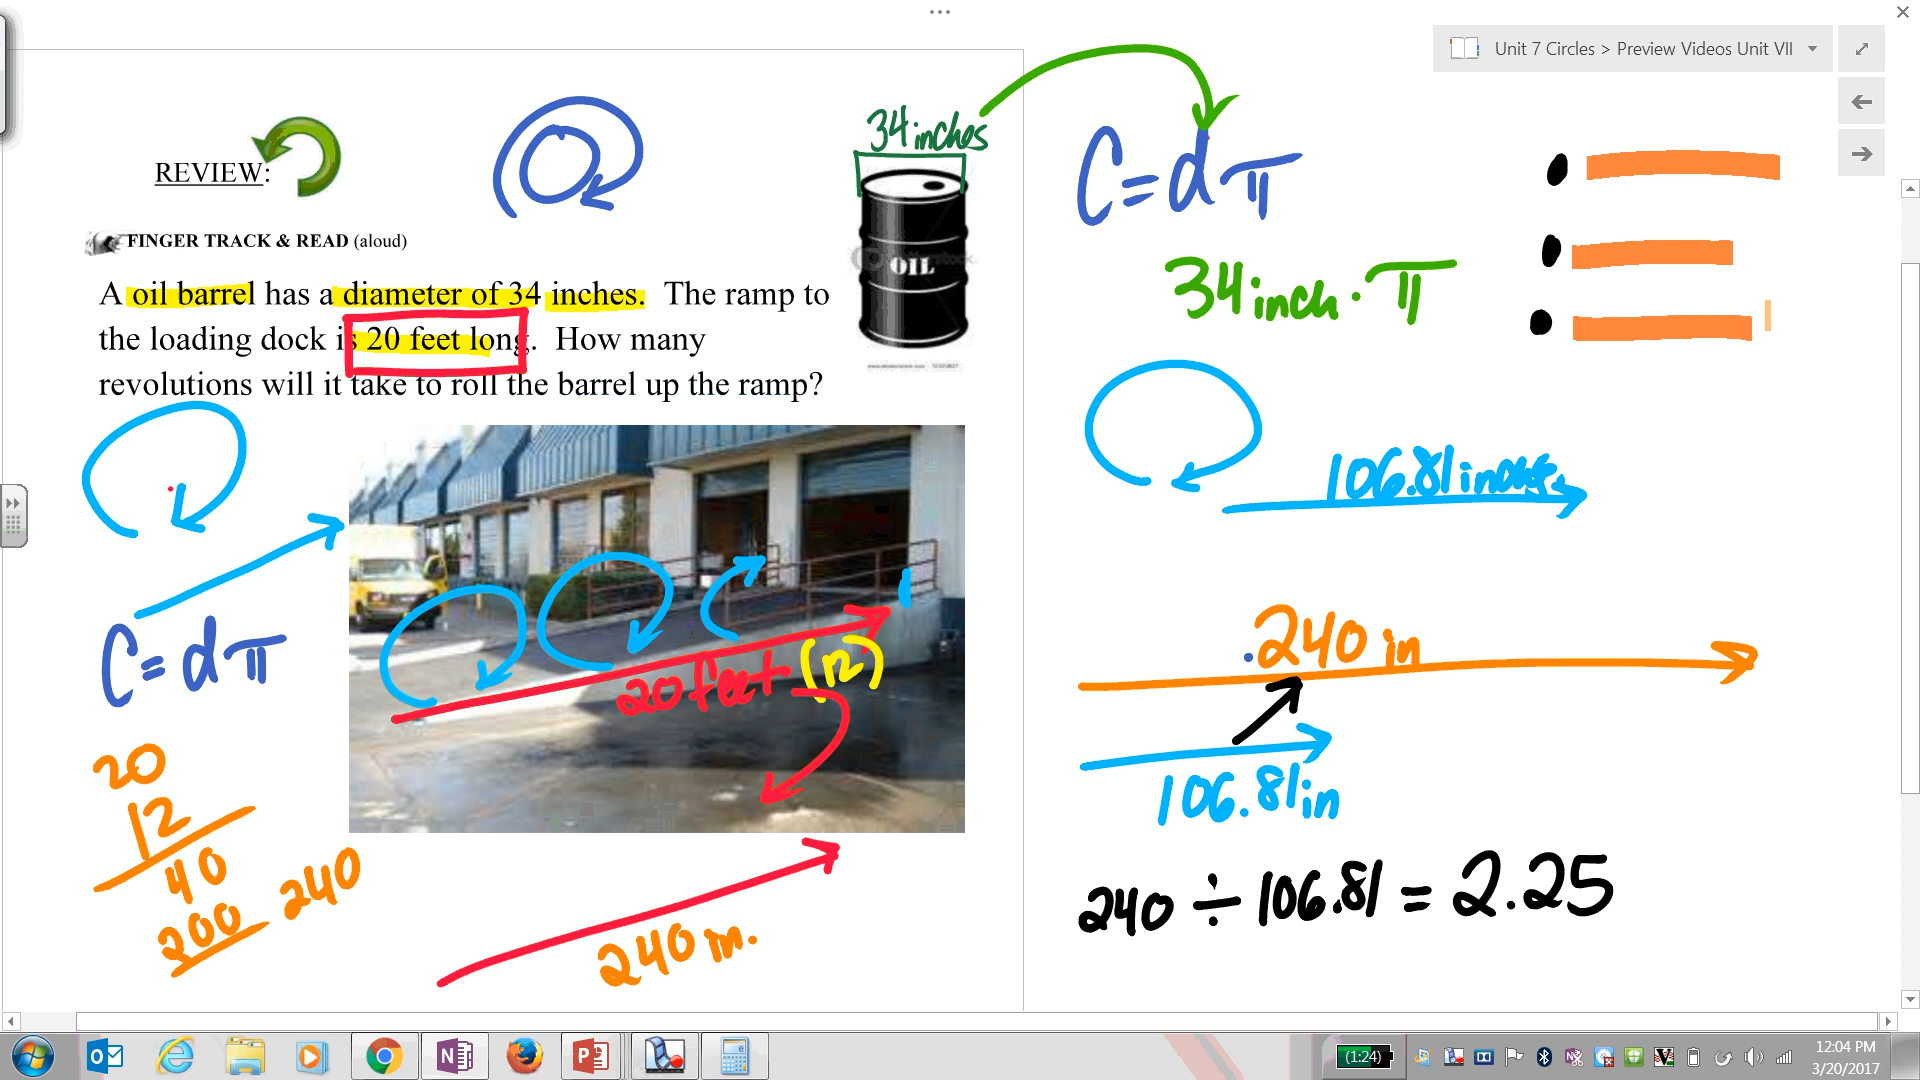 Unit 7 Circles > Preview Videos Unit VII
34 inches
REVIEW:
C = d π
FINGER TRACK & READ (aloud)
OIL
A oil barrel has a diameter of 34 inches. The ramp to
the loading dock is 20 feet long. How many
revolutions will it take to roll the barrel up the ramp?
34 inch · π
106.81 inches
C = d π
20 feet (12)
240 in
106.81 in
20
12
40
200
240
240 in.
240 ÷ 106.81 = 2.25
(1:24)
12:04 PM
3/20/2017